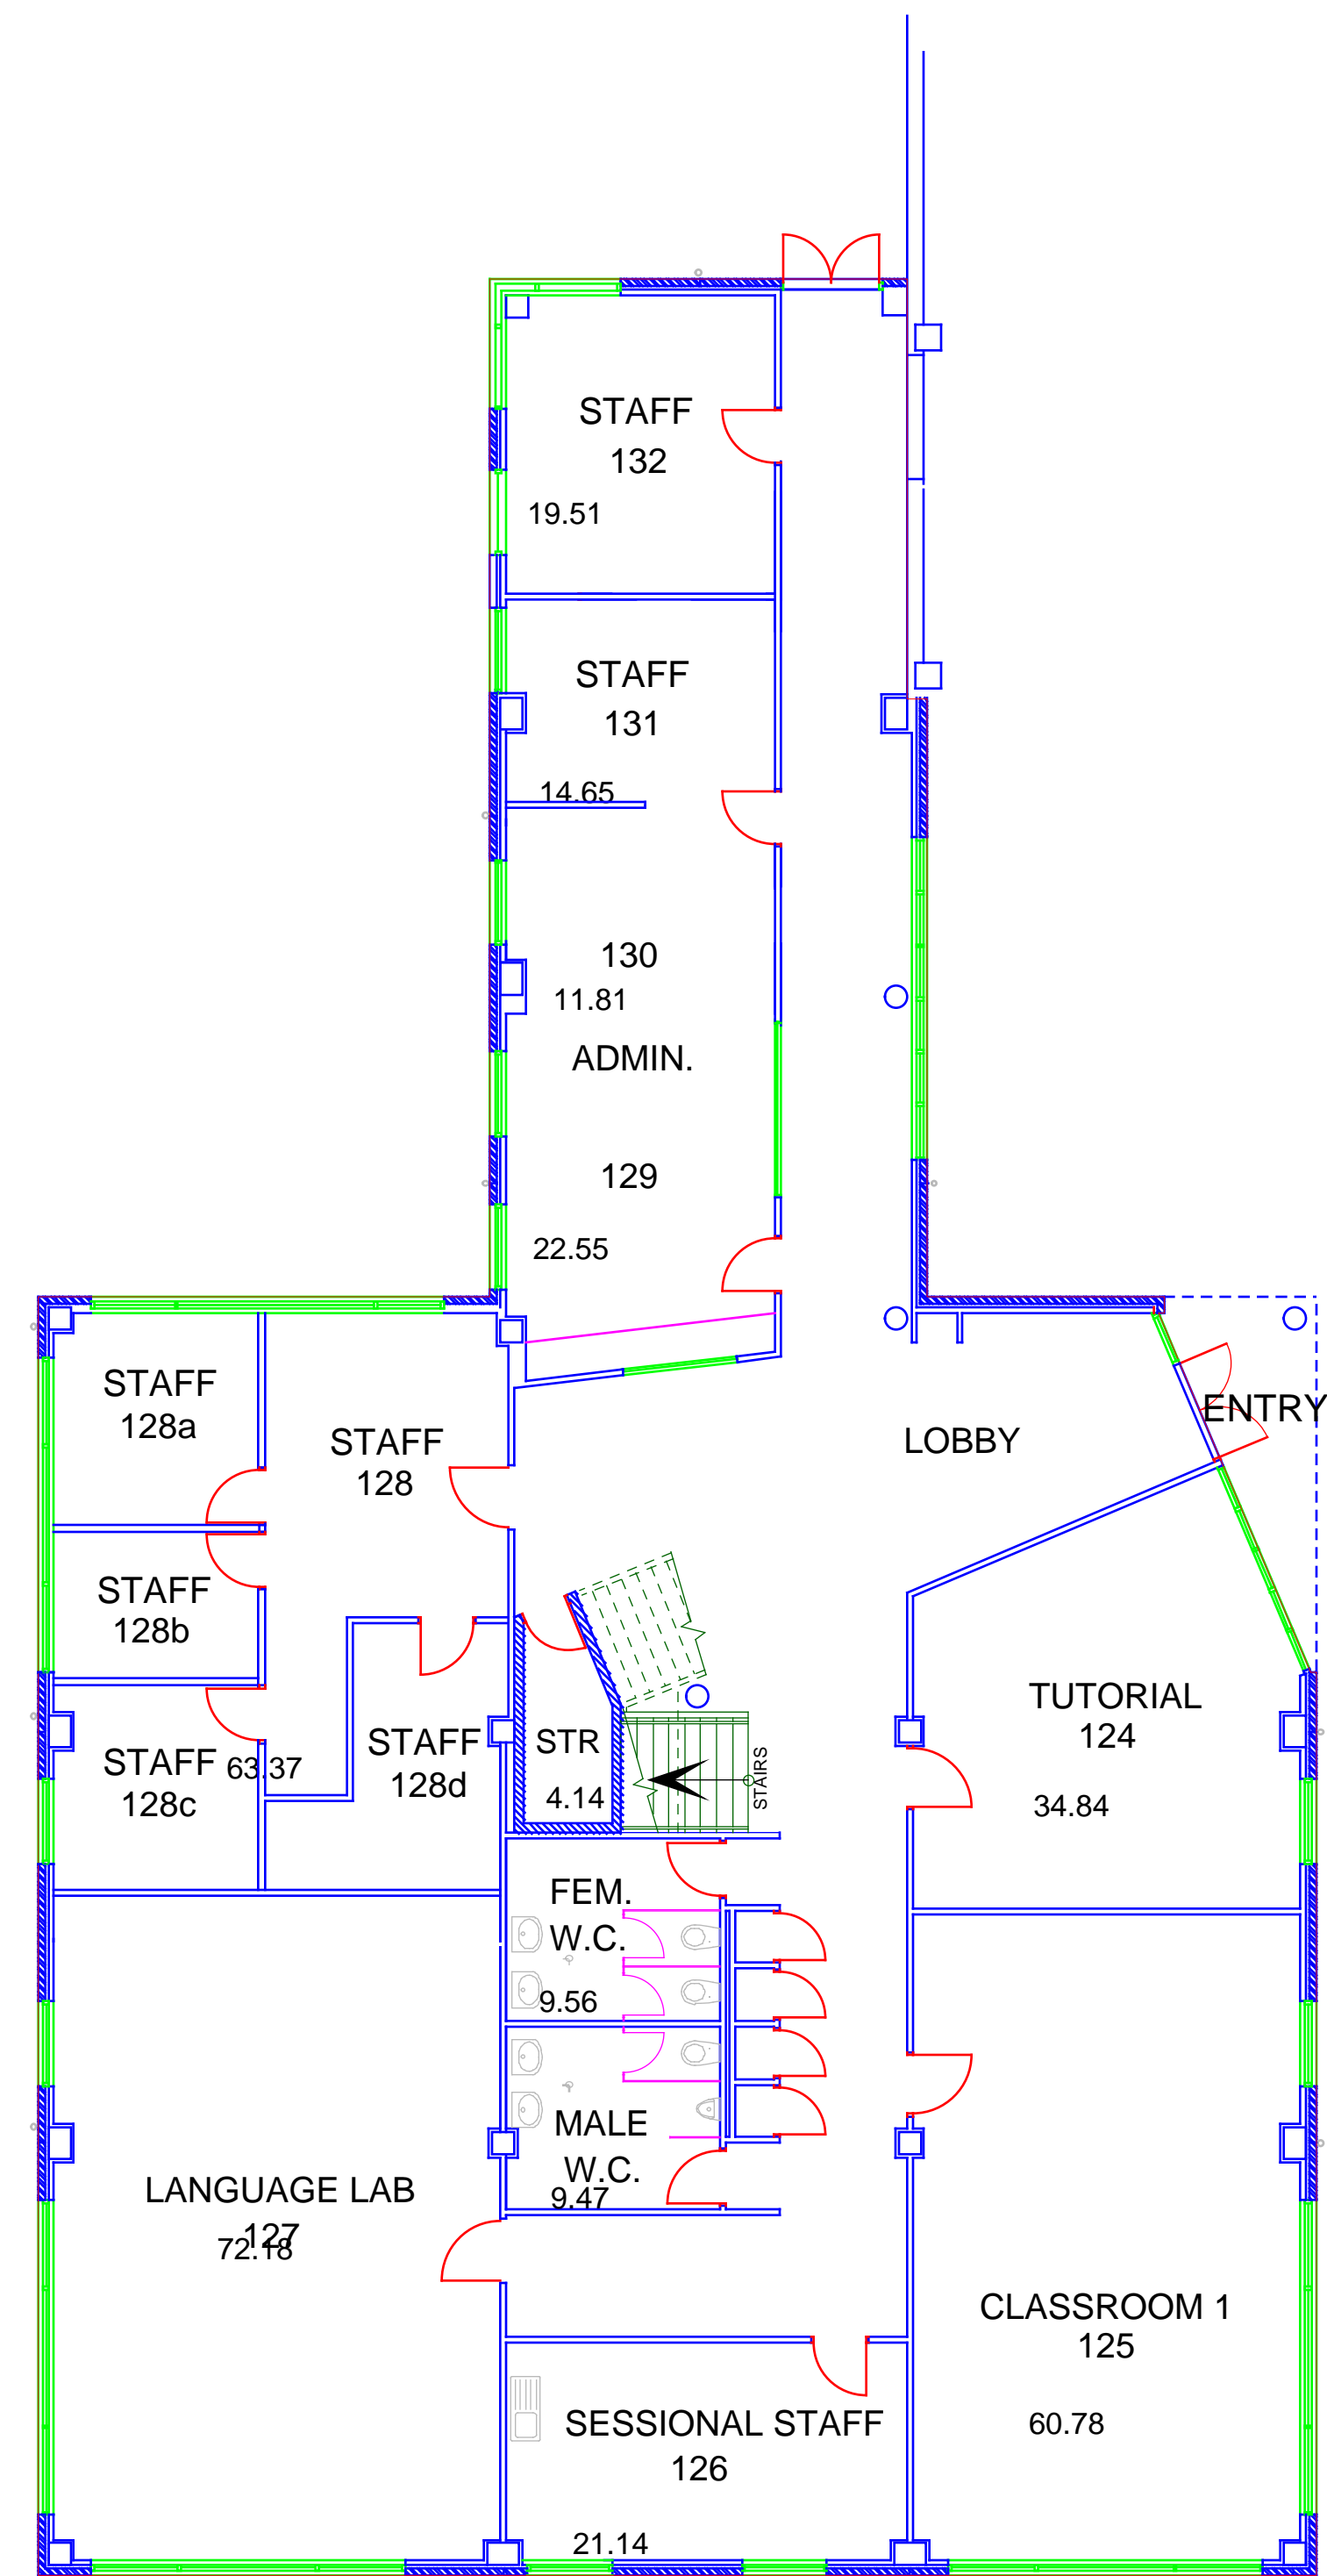 STAFF
132
19.51
STAFF
131
14.65
130
11.81
ADMIN.
129
22.55
STAFF
128a
STAFF
128
LOBBY
ENTRY
STAFF
128b
STAFF
128c
63.37
STAFF
128d
STR
4.14
STAIRS
TUTORIAL
124
34.84
FEM.
W.C.
9.56
MALE
W.C.
9.47
LANGUAGE LAB
127
72.18
CLASSROOM 1
125
60.78
SESSIONAL STAFF
126
21.14